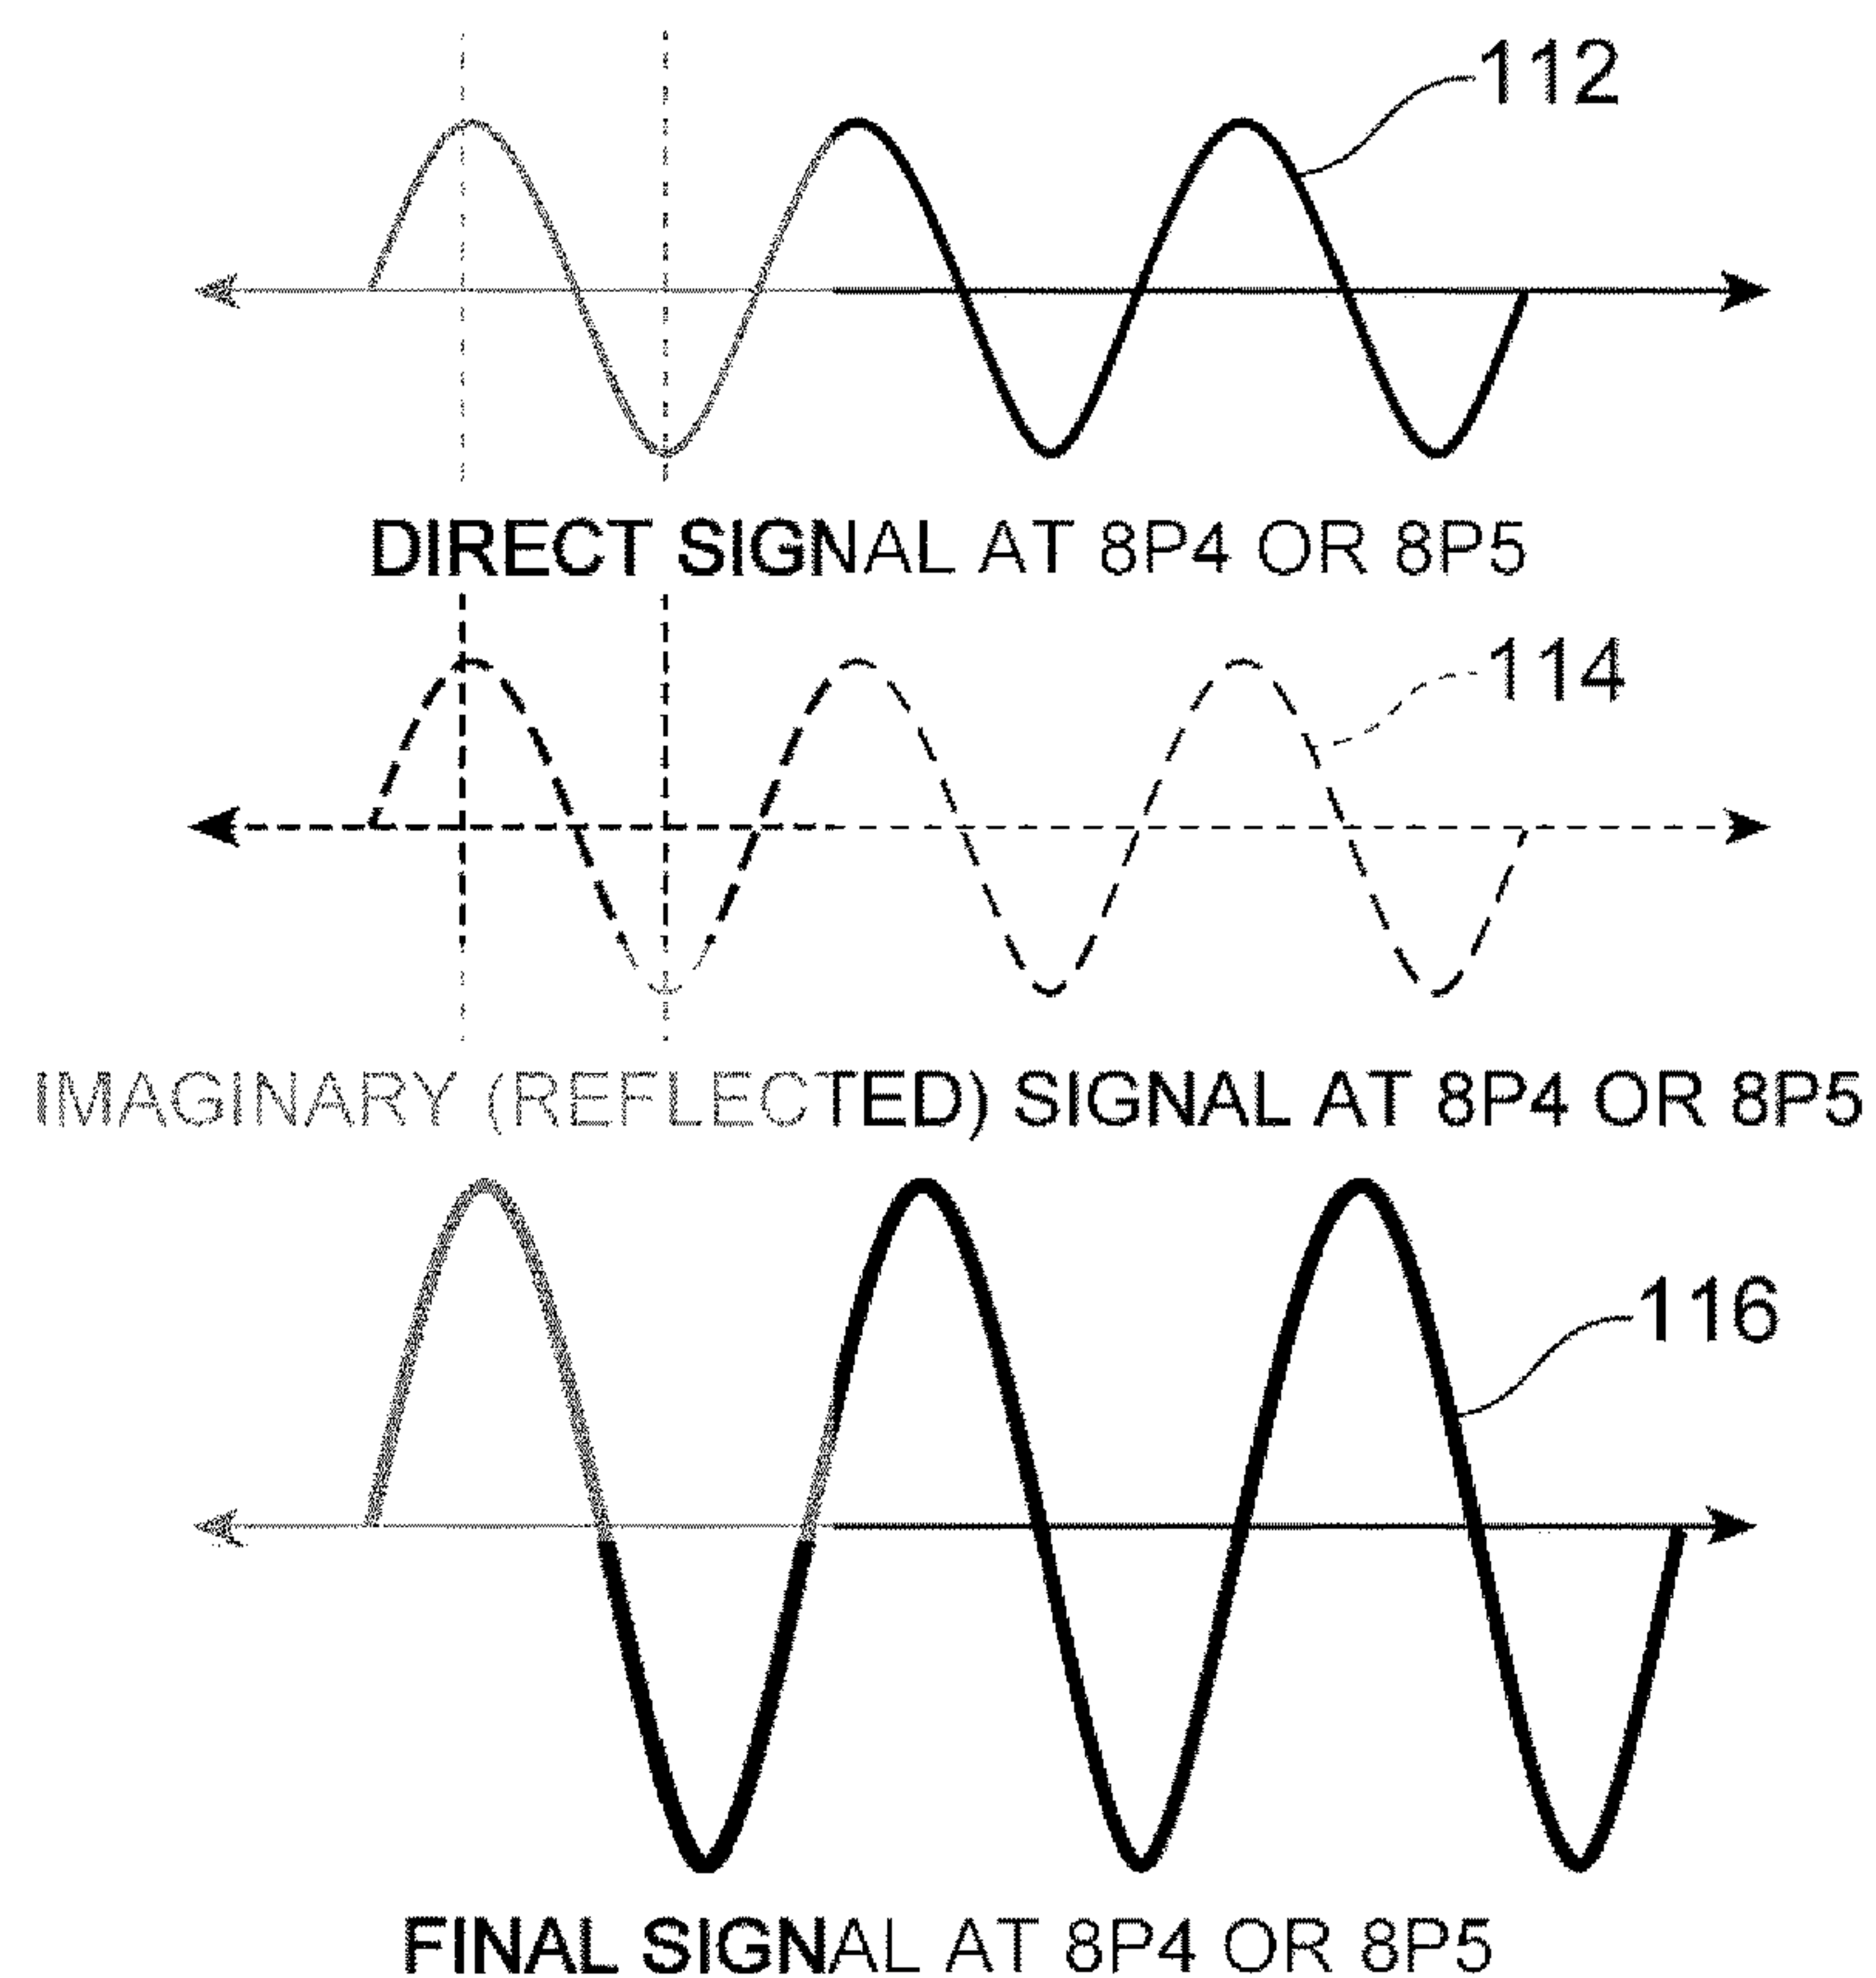 112
DIRECT SIGNAL AT 8P4 OR 8P5
114
IMAGINARY (REFLECTED) SIGNAL AT 8P4 OR 8P5
116
FINAL SIGNAL AT 8P4 OR 8P5